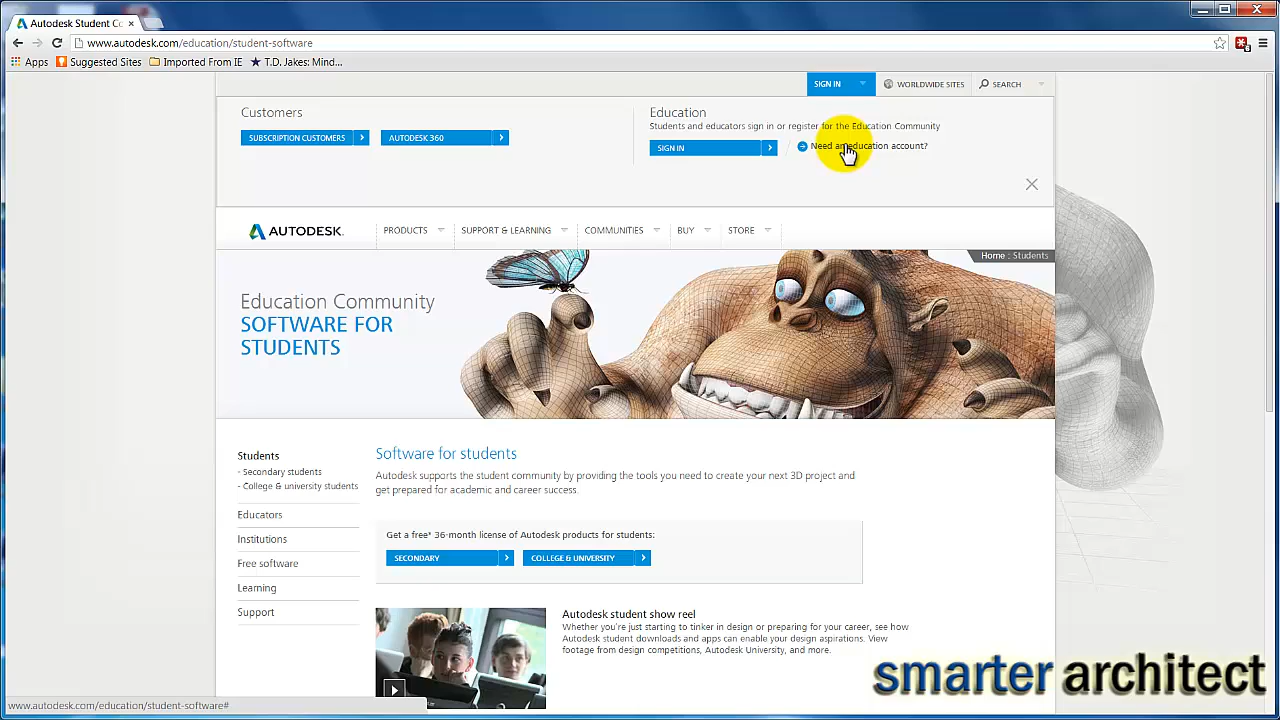 Autodesk Student Co
www.autodesk.com/education/student-software
Apps
Suggested Sites
Imported From IE
T.D. Jakes: Mind...
SIGN IN
WORLDWIDE SITES
SEARCH
Customers
SUBSCRIPTION CUSTOMERS
AUTODESK 360
Education
Students and educators sign in or register for the Education Community
SIGN IN
Need an education account?
AUTODESK.
PRODUCTS
SUPPORT & LEARNING
COMMUNITIES
BUY
STORE
Home : Students
Education Community
SOFTWARE FOR
STUDENTS
Students
- Secondary students
- College & university students
Educators
Institutions
Free software
Learning
Support
Software for students
Autodesk supports the student community by providing the tools you need to create your next 3D project and
get prepared for academic and career success.
Get a free* 36-month license of Autodesk products for students:
SECONDARY
COLLEGE & UNIVERSITY
Autodesk student show reel
Whether you're just starting to tinker in design or preparing for your career, see how
Autodesk student downloads and apps can enable your design aspirations. View
footage from design competitions, Autodesk University, and more.
smarter architect
www.autodesk.com/education/student-software#